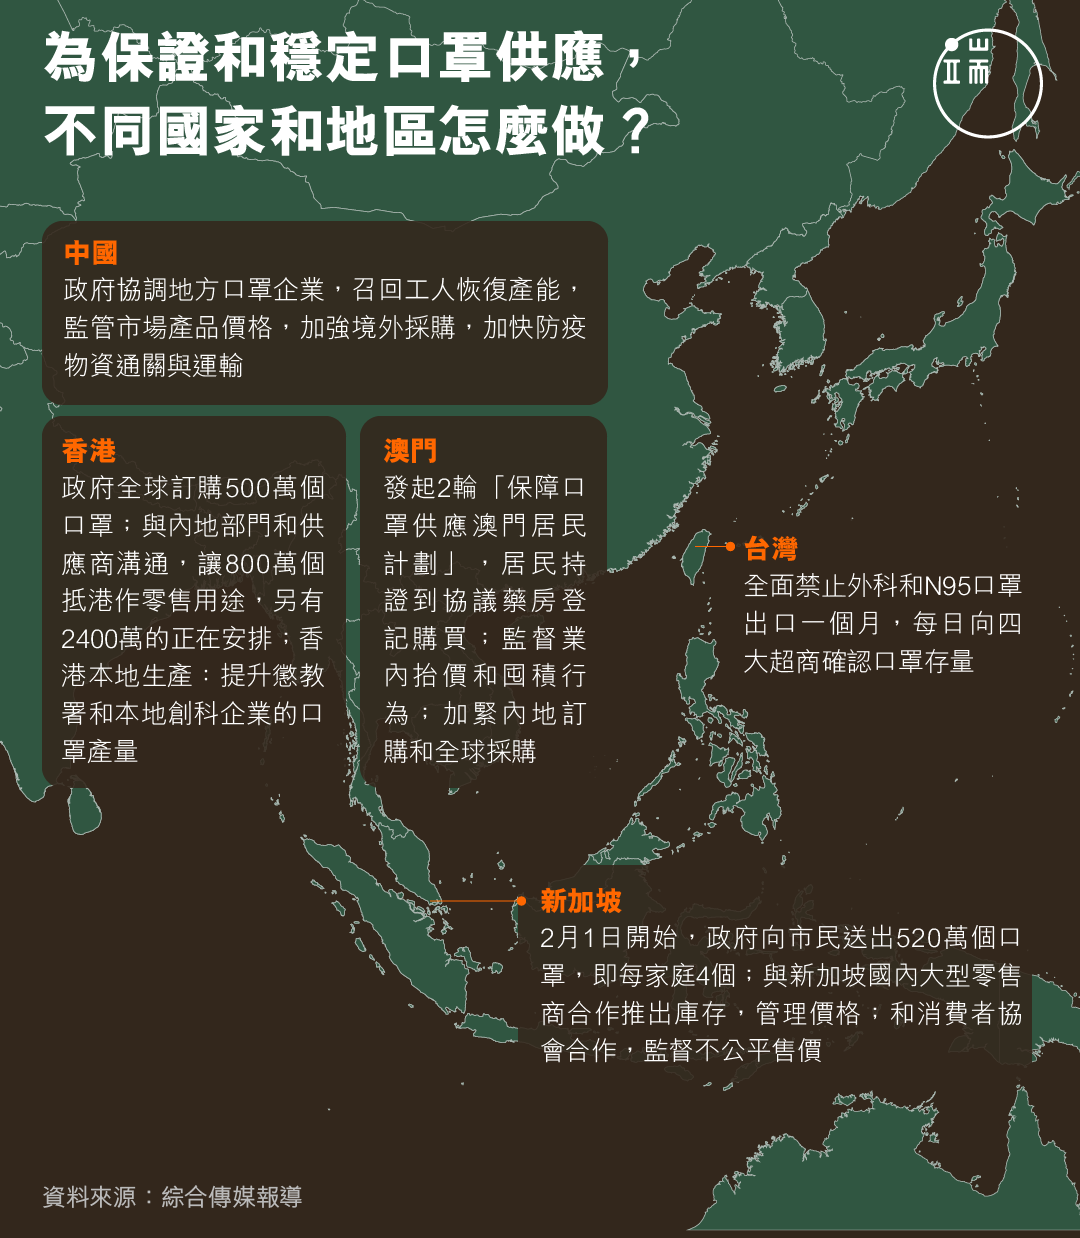 為保證和穩定口罩供應，
不同國家和地區怎麼做？
端
中國
政府協調地方口罩企業，召回工人恢復產能，
監管市場產品價格，加強境外採購，加快防疫
物資通關與運輸
香港
政府全球訂購500萬個
口罩；與內地部門和供
應商溝通，讓800萬個
抵港作零售用途，另有
2400萬的正在安排；香
港本地生產：提升懲教
署和本地創科企業的口
罩產量
澳門
發起2輪「保障口
罩供應澳門居民
計劃」，居民持
證到協議藥房登
記購買；監督業
內抬價和囤積行
為；加緊內地訂
購和全球採購
台灣
全面禁止外科和N95口罩
出口一個月，每日向四
大超商確認口罩存量
新加坡
2月1日開始，政府向市民送出520萬個口
罩，即每家庭4個；與新加坡國內大型零售
商合作推出庫存，管理價格；和消費者協
會合作，監督不公平售價
資料來源：綜合傳媒報導